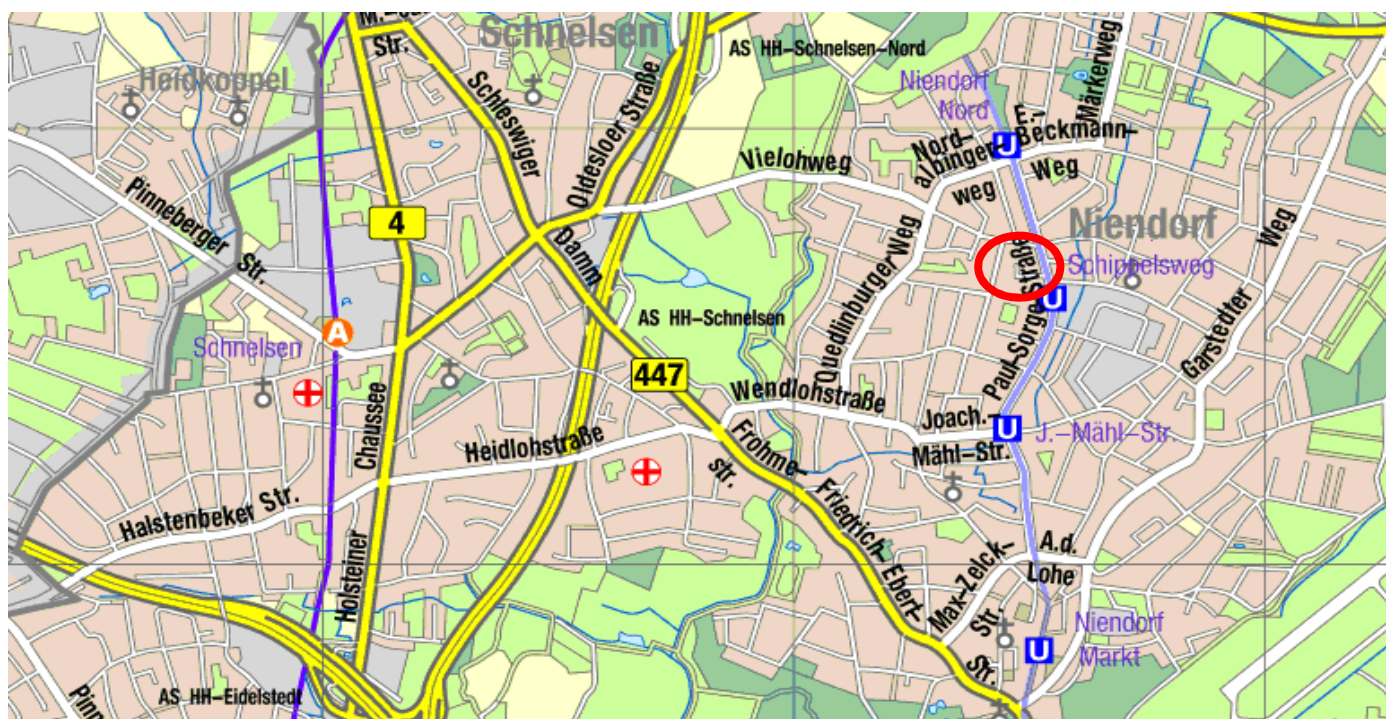 M.-
Str.
Schnelsen
AS HH–Schnelsen–Nord
Heidkoppel
Schleswiger
Oldesloer Straße
Niendorf
Nord
Märkerweg
E.–
Beckmann–
Weg
Nord–
albinger–
weg
Vielohweg
Pinneberger
Str.
4
Damm
Niendorf
Schippelsweg
Weg
Garstedter
Quedlinburger Weg
Paul–Sorge–Straße
U
U
AS HH–Schnelsen
A
Schnelsen
447
Wendlohstraße
Joach.–
Mähl–Str.
U
J.–Mähl–Str.
Chaussee
Holsteiner
Heidlohstraße
Frohme–
str.
Halstenbeker Str.
Friedrich–
Ebert–
Str.
Max–Zelck–
Str.
A.d.
Lohe
Niendorf
Markt
U
AS HH–Eidelstedt